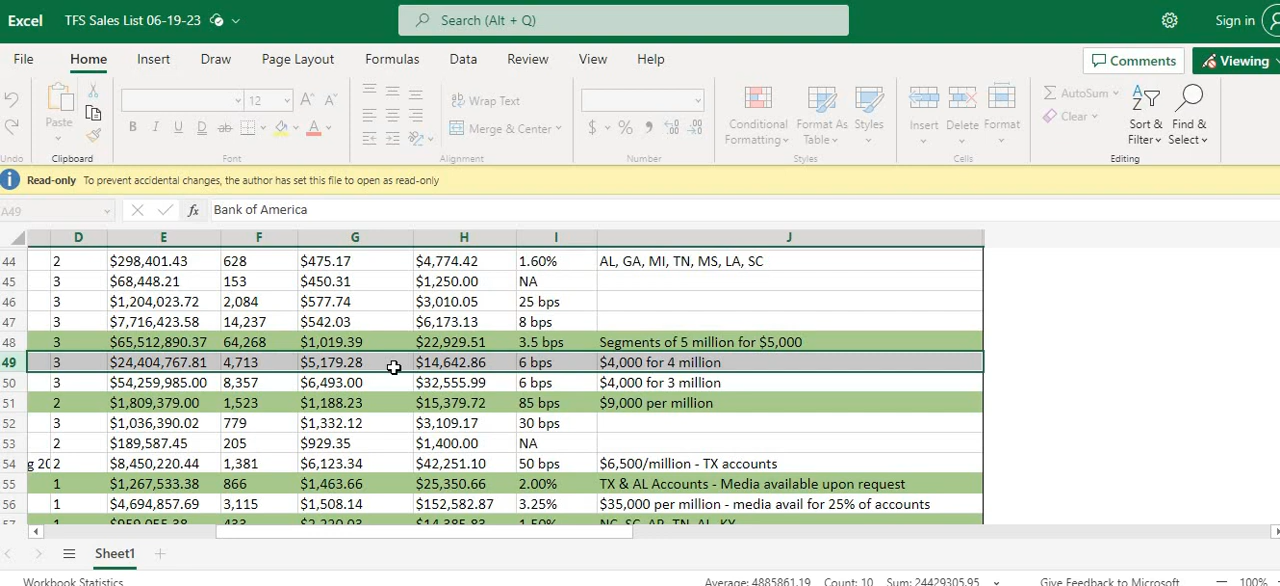 Excel TFS Sales List 06-19-23 Search (Alt + Q) Sign in
File Home Insert Draw Page Layout Formulas Data Review View Help Comments Viewing
12 A A Wrap Text $ % AutoSum
Paste B I U D ab A Merge & Center Conditional Formatting Format As Table Styles Insert Delete Format Clear Sort & Filter Find & Select
Undo Clipboard Font Alignment Number Styles Cells Editing
Read-only To prevent accidental changes, the author has set this file to open as read-only
A49 fx Bank of America
D E F G H I J
44 2 $298,401.43 628 $475.17 $4,774.42 1.60% AL, GA, MI, TN, MS, LA, SC
45 3 $68,448.21 153 $450.31 $1,250.00 NA
46 3 $1,204,023.72 2,084 $577.74 $3,010.05 25 bps
47 3 $7,716,423.58 14,237 $542.03 $6,173.13 8 bps
48 3 $65,512,890.37 64,268 $1,019.39 $22,929.51 3.5 bps Segments of 5 million for $5,000
49 3 $24,404,767.81 4,713 $5,179.28 $14,642.86 6 bps $4,000 for 4 million
50 3 $54,259,985.00 8,357 $6,493.00 $32,555.99 6 bps $4,000 for 3 million
51 2 $1,809,379.00 1,523 $1,188.23 $15,379.72 85 bps $9,000 per million
52 3 $1,036,390.02 779 $1,332.12 $3,109.17 30 bps
53 2 $189,587.45 205 $929.35 $1,400.00 NA
54 g 20 2 $8,450,220.44 1,381 $6,123.34 $42,251.10 50 bps $6,500/million - TX accounts
55 1 $1,267,533.38 866 $1,463.66 $25,350.66 2.00% TX & AL Accounts - Media available upon request
56 1 $4,694,857.69 3,115 $1,508.14 $152,582.87 3.25% $35,000 per million - media avail for 25% of accounts
57 1 $959,055.38 433 $14,385.83 1.50% NC, SC, AR, TN, AL, KY
Sheet1
Workbook Statistics Average: 4885861.19 Count: 10 Sum: 24429305.95 Give Feedback to Microsoft 100%